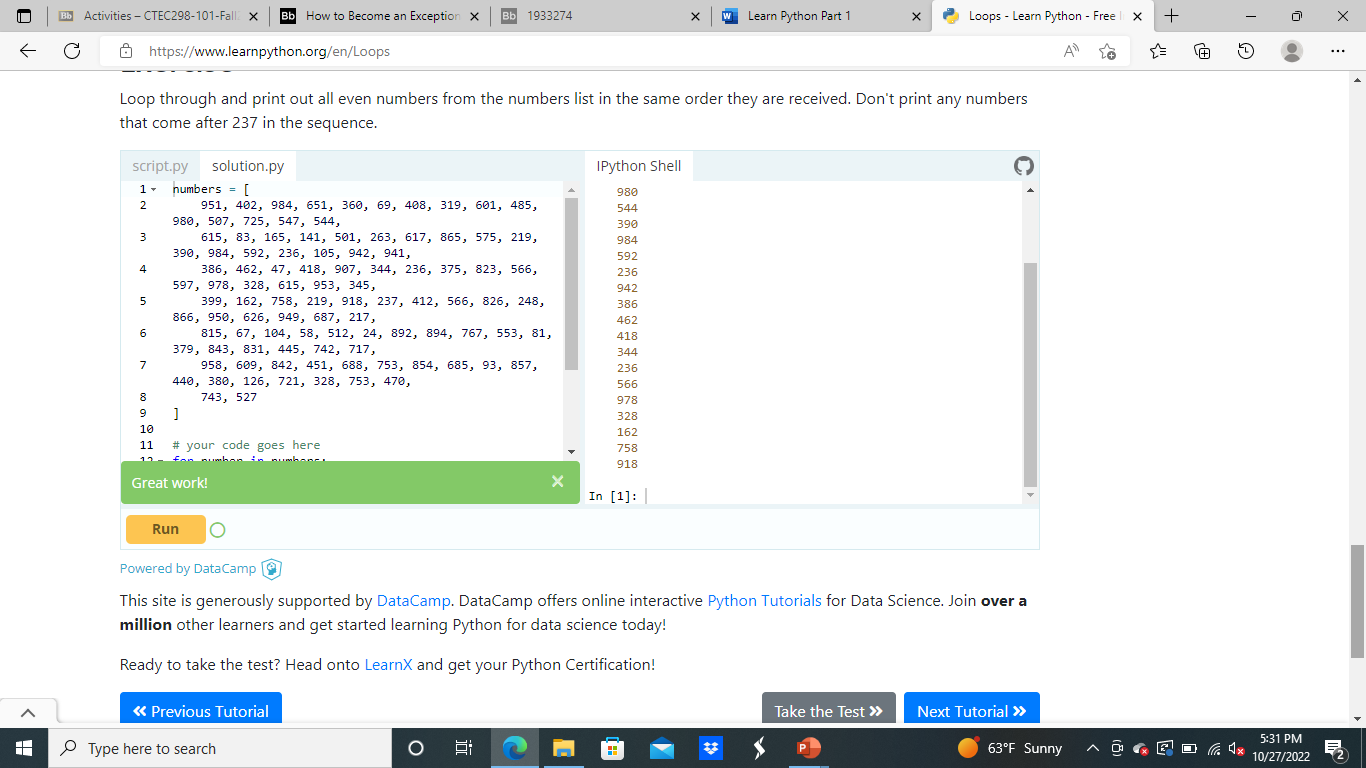 Activities – CTEC298-101-Fall
How to Become an Exception
1933274
Learn Python Part 1
Loops - Learn Python - Free
https://www.learnpython.org/en/Loops
Loop through and print out all even numbers from the numbers list in the same order they are received. Don't print any numbers
that come after 237 in the sequence.
script.py solution.py
IPython Shell
1 numbers = [
2 951, 402, 984, 651, 360, 69, 408, 319, 601, 485,
980, 507, 725, 547, 544,
3 615, 83, 165, 141, 501, 263, 617, 865, 575, 219,
390, 984, 592, 236, 105, 942, 941,
4 386, 462, 47, 418, 907, 344, 236, 375, 823, 566,
597, 978, 328, 615, 953, 345,
5 399, 162, 758, 219, 918, 237, 412, 566, 826, 248,
866, 950, 626, 949, 687, 217,
6 815, 67, 104, 58, 512, 24, 892, 894, 767, 553, 81,
379, 843, 831, 445, 742, 717,
7 958, 609, 842, 451, 688, 753, 854, 685, 93, 857,
440, 380, 126, 721, 328, 753, 470,
8 743, 527
9 ]
10
11 # your code goes here
12 for number in numbers:
980
544
390
984
592
236
942
386
462
418
344
236
566
978
328
162
758
918
In [1]:
Great work!
Run
Powered by DataCamp
This site is generously supported by DataCamp. DataCamp offers online interactive Python Tutorials for Data Science. Join over a
million other learners and get started learning Python for data science today!
Ready to take the test? Head onto LearnX and get your Python Certification!
Previous Tutorial
Take the Test
Next Tutorial
Type here to search
63°F Sunny
5:31 PM
10/27/2022
2